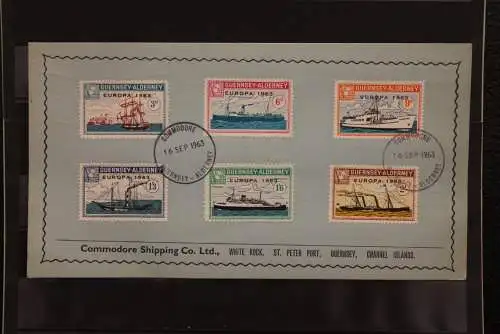 GUERNSEY-ALDERNEY
EUROPA 1963
3D
GUERNSEY-ALDERNEY
EUROPA 1963
6D
GUERNSEY-ALDERNEY
EUROPA 1963
COMMODORE
16 SEP 1963
GUERNSEY - ALDERNEY
COMMODORE
16 SEP 1963
ALDERNEY
EUROPA 1963
1/3
GUERNSEY-ALDERNEY
EUROPA 1963
1/6
GUERNSEY-ALDERNEY
EUROPA 1963
Commodore Shipping Co. Ltd., WHITE ROCK, ST. PETER PORT, GUERNSEY, CHANNEL ISLANDS.